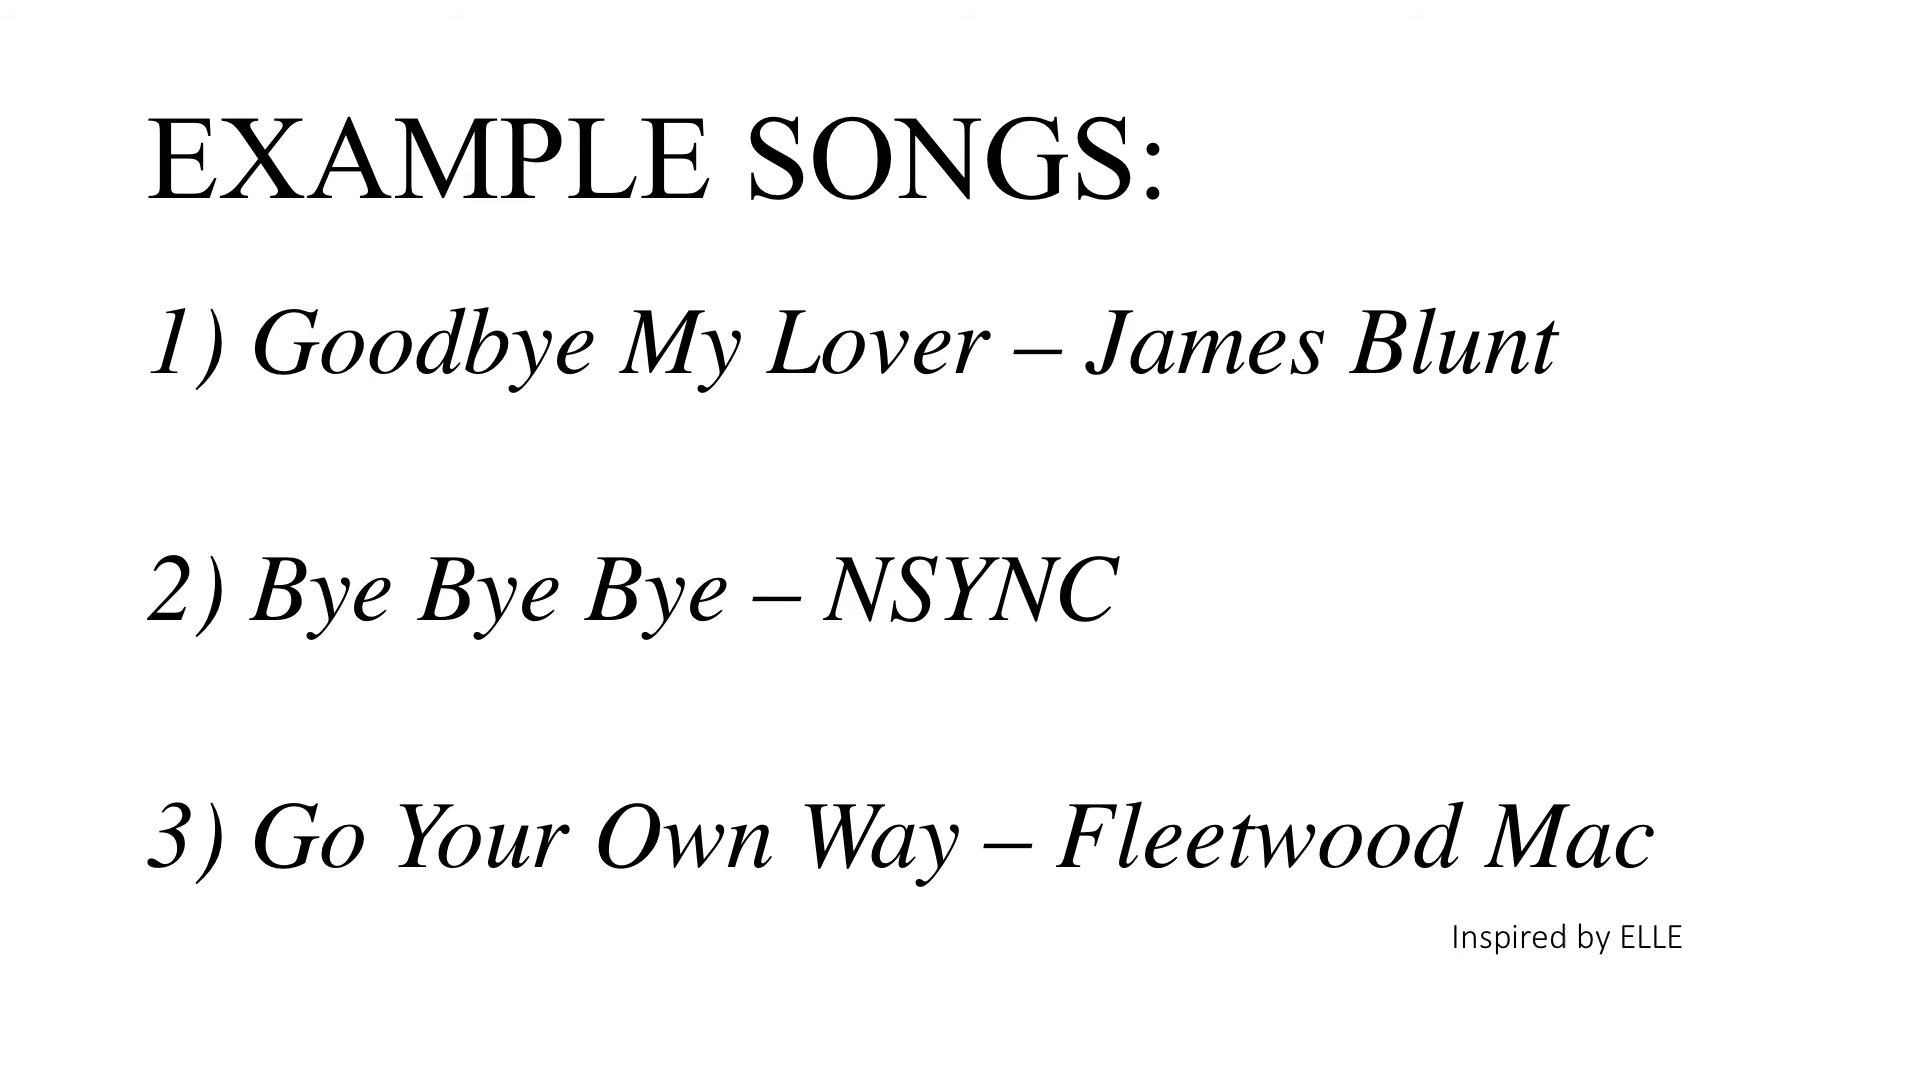 EXAMPLE SONGS:
1) Goodbye My Lover – James Blunt
2) Bye Bye Bye – NSYNC
3) Go Your Own Way – Fleetwood Mac
Inspired by ELLE